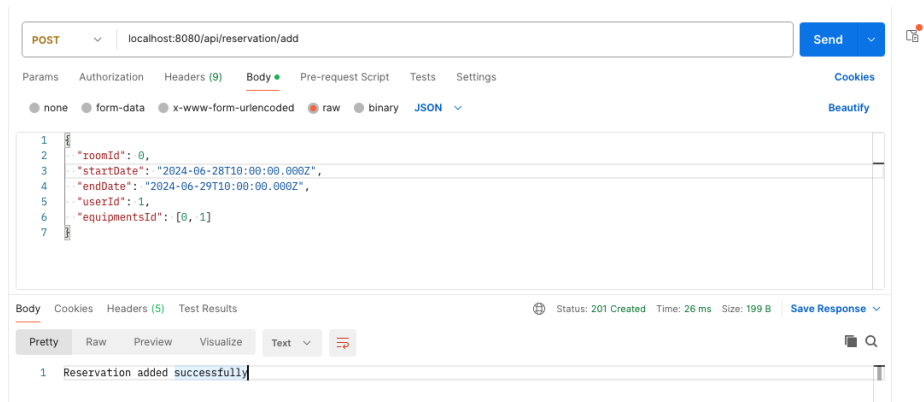 POST localhost:8080/api/reservation/add Send
Params Authorization Headers (9) Body Pre-request Script Tests Settings Cookies
none form-data x-www-form-urlencoded raw binary JSON Beautify
1 {
2 "roomId": 0,
3 "startDate": "2024-06-28T10:00:00.000Z",
4 "endDate": "2024-06-29T10:00:00.000Z",
5 "userId": 1,
6 "equipmentsId": [0, 1]
7 }
Body Cookies Headers (5) Test Results Status: 201 Created Time: 26 ms Size: 199 B Save Response
Pretty Raw Preview Visualize Text
1 Reservation added successfully